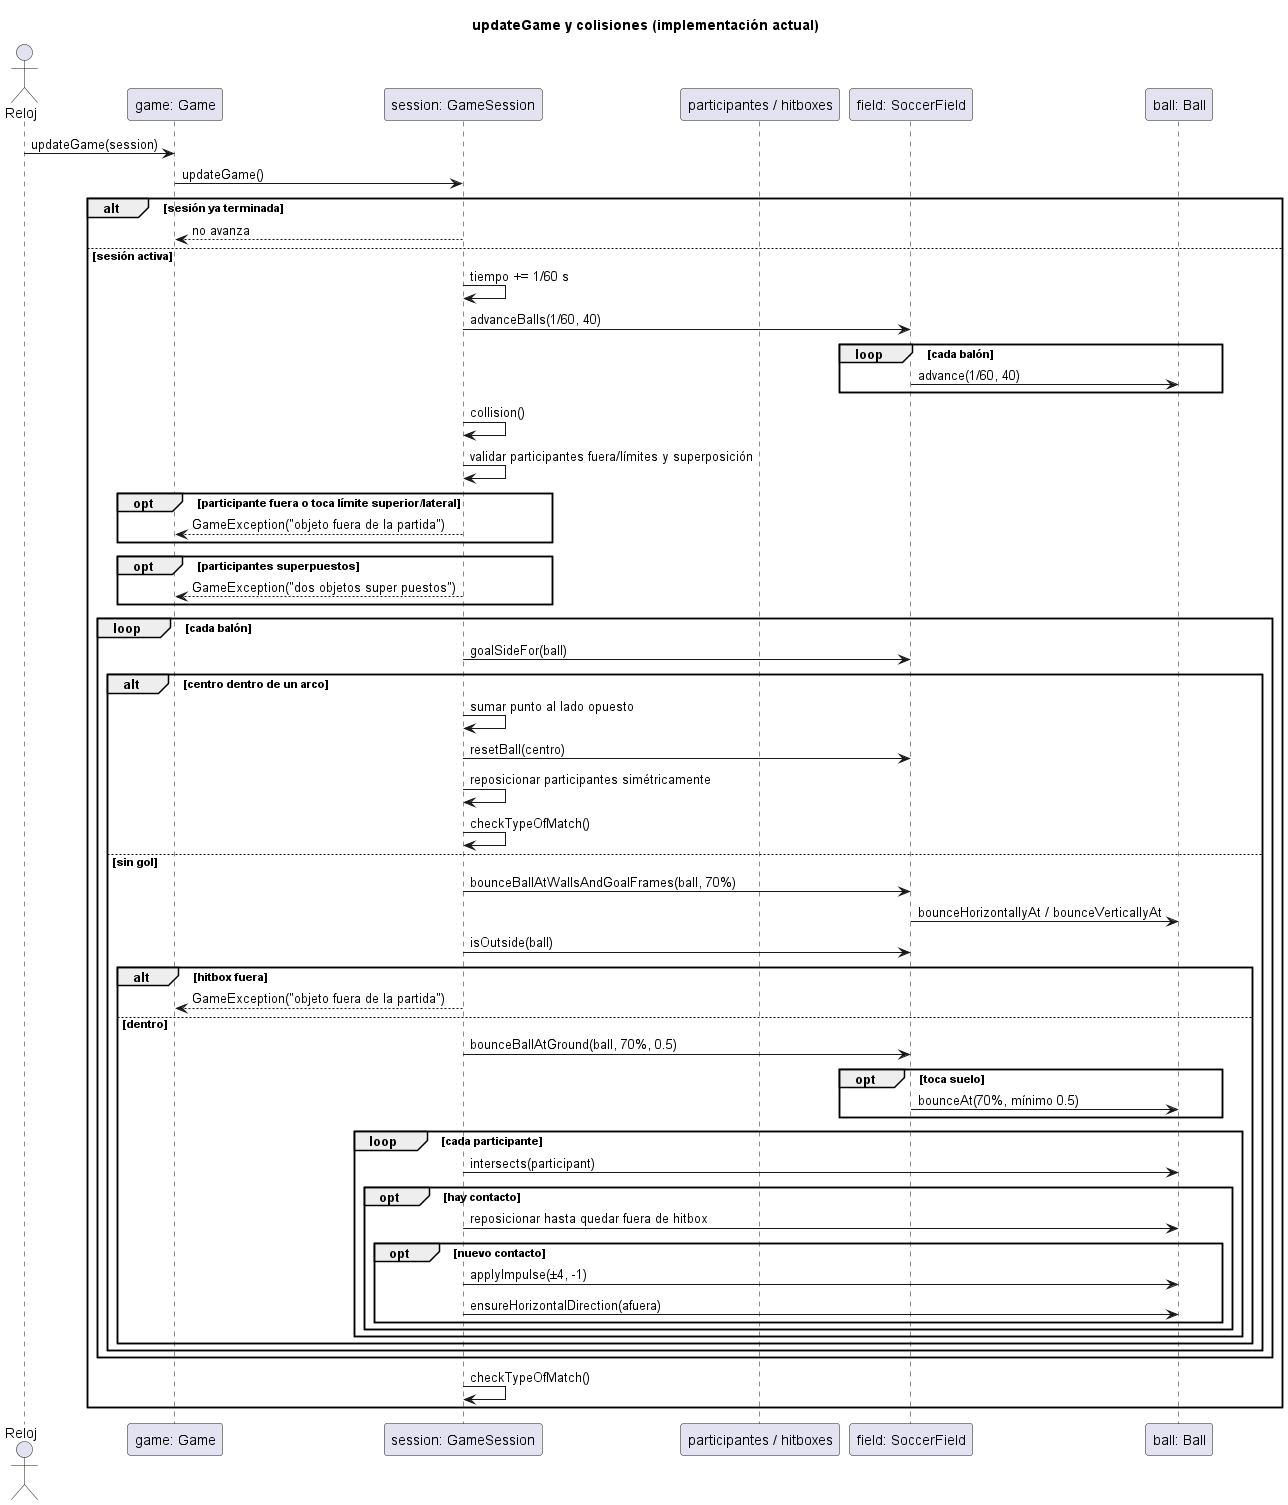 updateGame y colisiones (implementación actual)
Reloj
game: Game
session: GameSession
participantes / hitboxes
field: SoccerField
ball: Ball
updateGame(session)
updateGame()
alt [sesión ya terminada]
no avanza
[sesión activa]
tiempo += 1/60 s
advanceBalls(1/60, 40)
loop [cada balón]
advance(1/60, 40)
collision()
validar participantes fuera/límites y superposición
opt [participante fuera o toca límite superior/lateral]
GameException("objeto fuera de la partida")
opt [participantes superpuestos]
GameException("dos objetos super puestos")
loop [cada balón]
goalSideFor(ball)
alt [centro dentro de un arco]
sumar punto al lado opuesto
resetBall(centro)
reposicionar participantes simétricamente
checkTypeOfMatch()
[sin gol]
bounceBallAtWallsAndGoalFrames(ball, 70%)
bounceHorizontallyAt / bounceVerticallyAt
isOutside(ball)
alt [hitbox fuera]
GameException("objeto fuera de la partida")
[dentro]
bounceBallAtGround(ball, 70%, 0.5)
opt [toca suelo]
bounceAt(70%, mínimo 0.5)
loop [cada participante]
intersects(participant)
opt [hay contacto]
reposicionar hasta quedar fuera de hitbox
opt [nuevo contacto]
applyImpulse(±4, -1)
ensureHorizontalDirection(afuera)
checkTypeOfMatch()
Reloj
game: Game
session: GameSession
participantes / hitboxes
field: SoccerField
ball: Ball